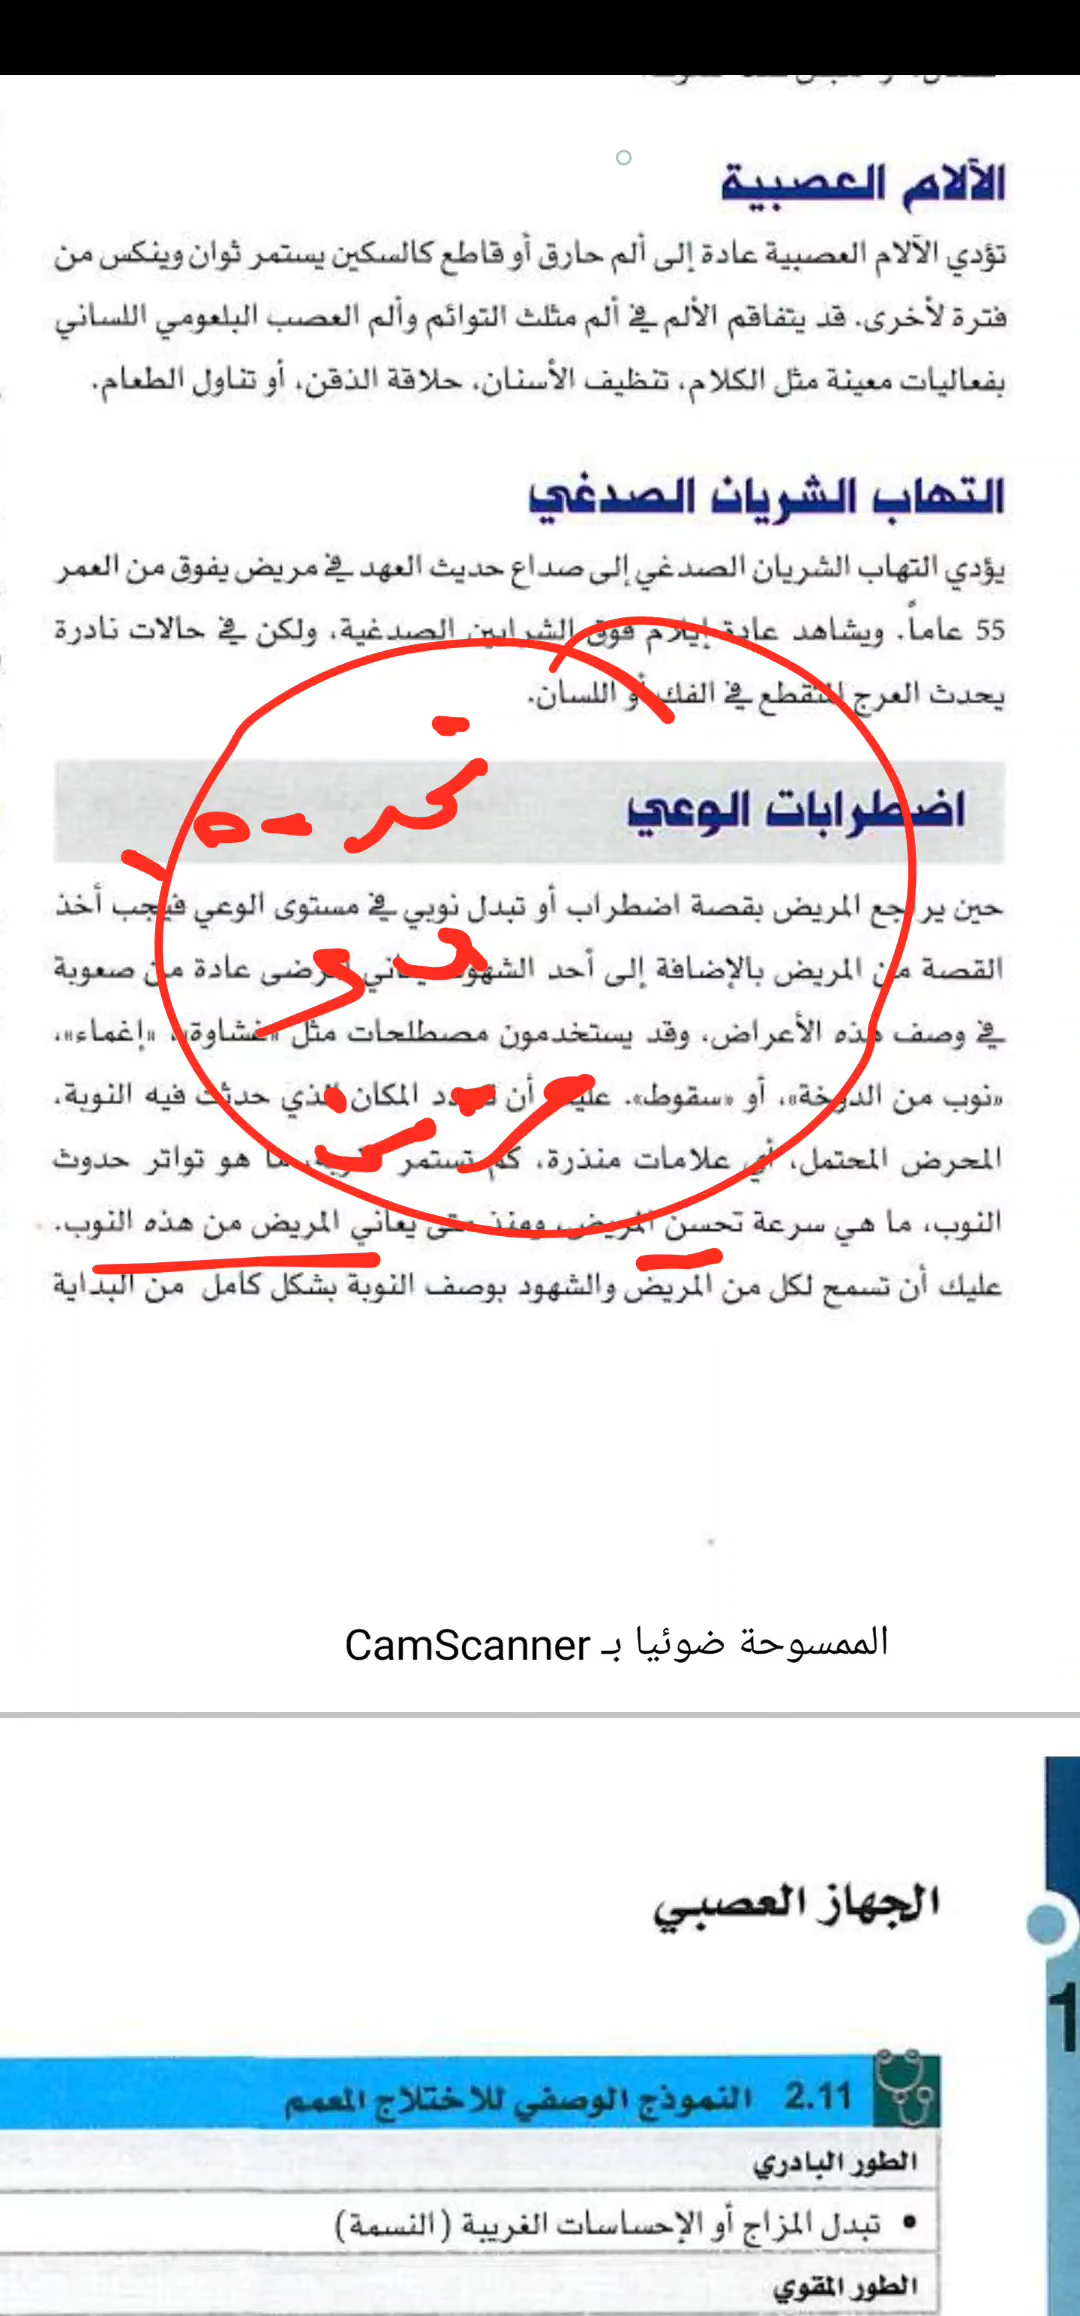 الآلام العصبية
تؤدي الآلام العصبية عادة إلى ألم حارق أو قاطع كالسكين يستمر ثوان وينكس من
فترة لأخرى. قد يتفاقم الألم في ألم مثلث التوائم وألم العصب البلعومي اللساني
بفعاليات معينة مثل الكلام، تنظيف الأسنان، حلاقة الذقن، أو تناول الطعام.
التهاب الشريان الصدغي
يؤدي التهاب الشريان الصدغي إلى صداع حديث العهد في مريض يفوق من العمر
55 عاماً. ويشاهد عادة إيلام فوق الشرايين الصدغية، ولكن في حالات نادرة
يحدث العرج المتقطع في الفك أو اللسان.
اضطرابات الوعي
حين يراجع المريض بقصة اضطراب أو تبدل نوبي في مستوى الوعي فيجب أخذ
القصة من المريض بالإضافة إلى أحد الشهود. يعاني المرضى عادة من صعوبة
في وصف هذه الأعراض، وقد يستخدمون مصطلحات مثل «غشاوة»، «إغماء»،
«نوب من الدوخة»، أو «سقوط». عليك أن تحدد المكان الذي حدثت فيه النوبة،
المحرض المحتمل، أي علامات منذرة، كم تستمر النوبة، ما هو تواتر حدوث
النوب، ما هي سرعة تحسن المريض، ومنذ متى يعاني المريض من هذه النوب.
عليك أن تسمح لكل من المريض والشهود بوصف النوبة بشكل كامل من البداية
الممسوحة ضوئيا بـ CamScanner
الجهاز العصبي
1
2.11 النموذج الوصفي للاختلاج المعمم
الطور البادري
• تبدل المزاج أو الإحساسات الغريبة (النسمة)
الطور المقوي